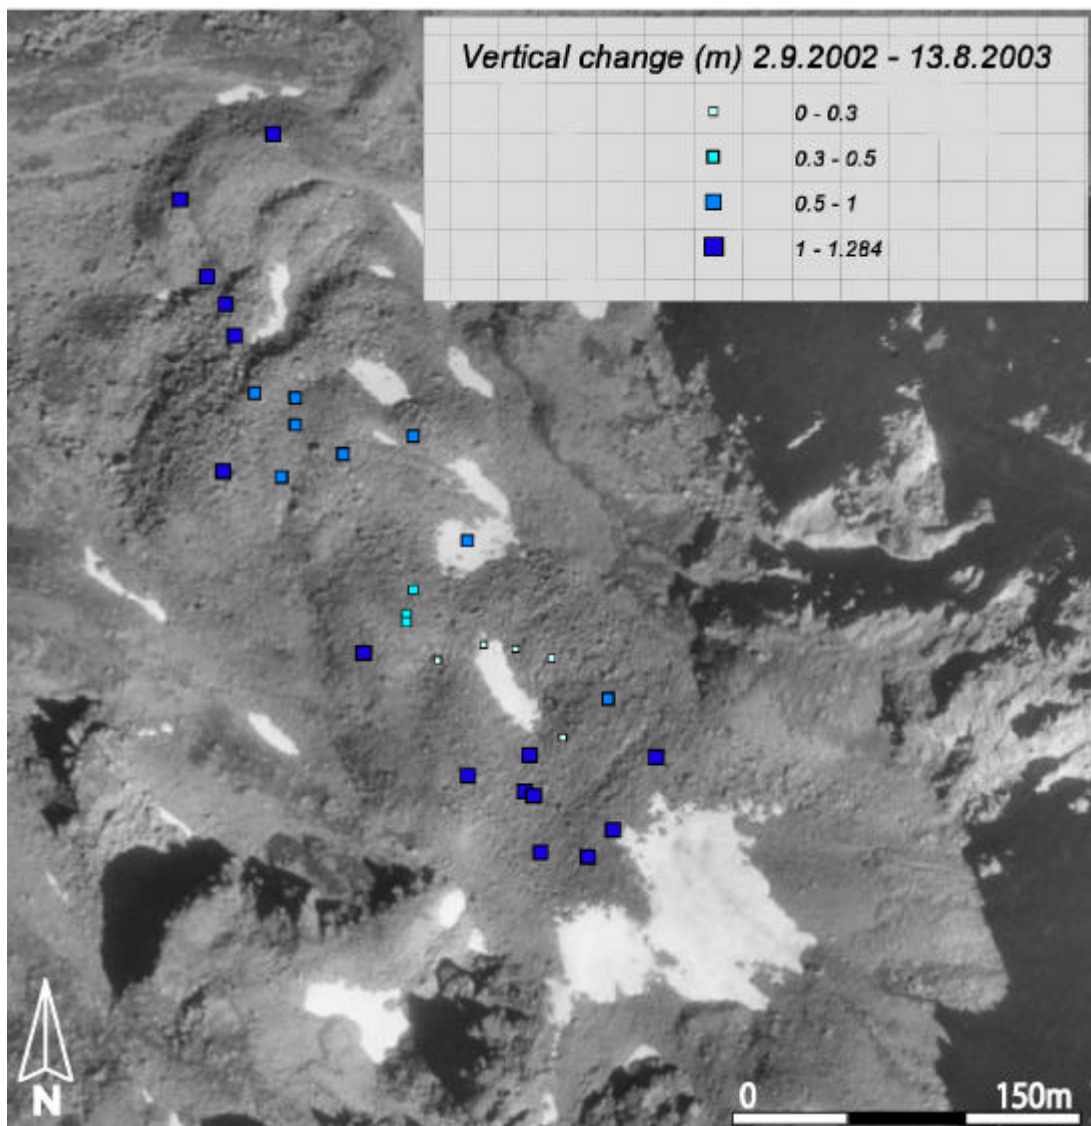 Vertical change (m) 2.9.2002 - 13.8.2003
0 - 0.3
0.3 - 0.5
0.5 - 1
1 - 1.284
N
0 150m